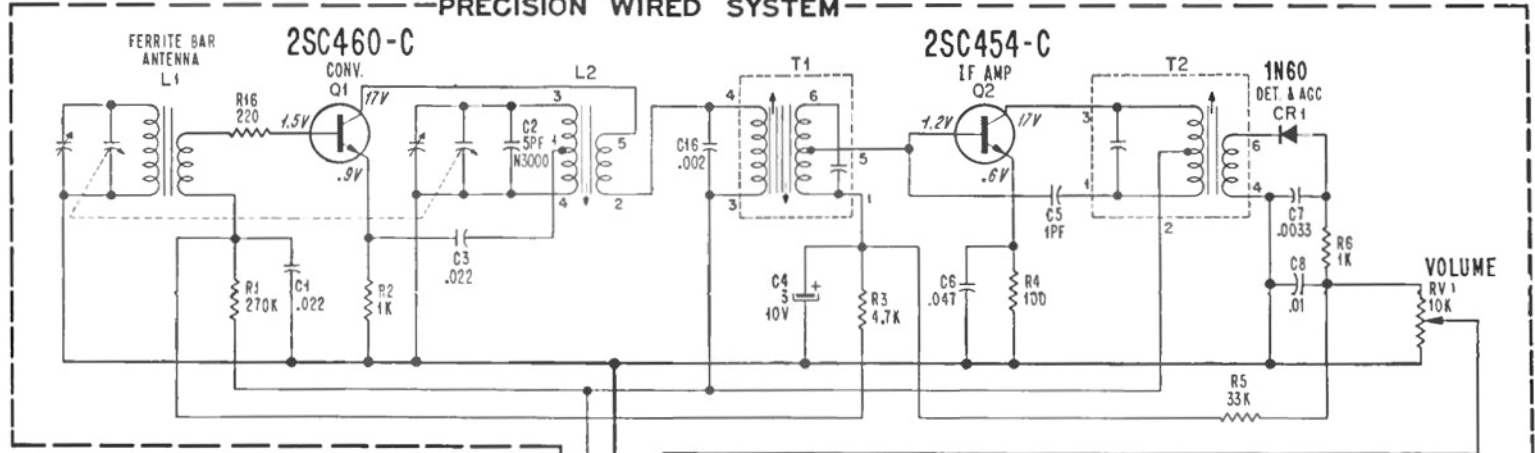 PRECISION WIRED SYSTEM
FERRITE BAR
ANTENNA
L1
R16
220
2SC460-C
CONV.
Q1
17V
1.5V
.9V
L2
3
1
4
5
2
C2
5PF
N3000
C3
.022
R1
270K
C1
.022
R2
1K
C16
.002
T1
4
3
6
5
1
C4
3
10V
+
R3
4.7K
2SC454-C
IF AMP
Q2
1.2V
17V
.6V
C6
.047
R4
100
C5
1PF
T2
3
1
2
6
4
1N60
DET. & AGC
CR1
C7
.0033
R6
1K
C8
.01
R5
33K
VOLUME
RV1
10K